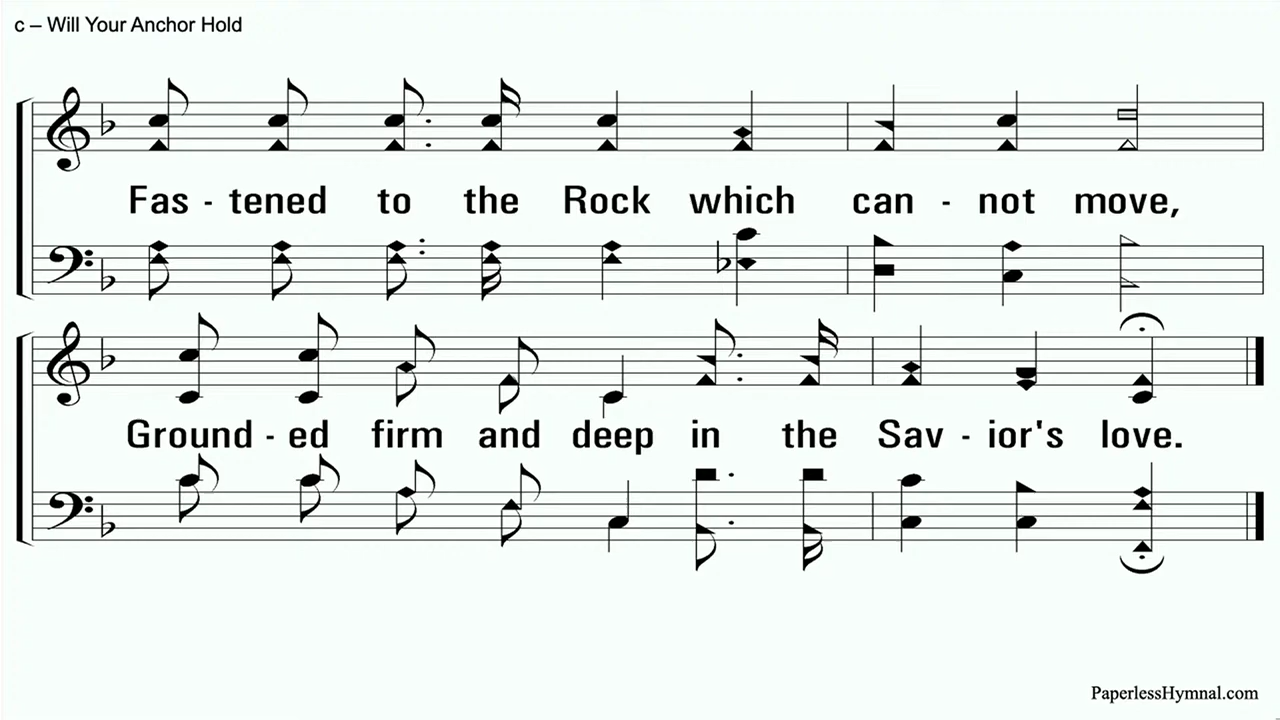 c – Will Your Anchor Hold
Fas - tened to the Rock which can - not move,
Ground - ed firm and deep in the Sav - ior's love.
PaperlessHymnal.com